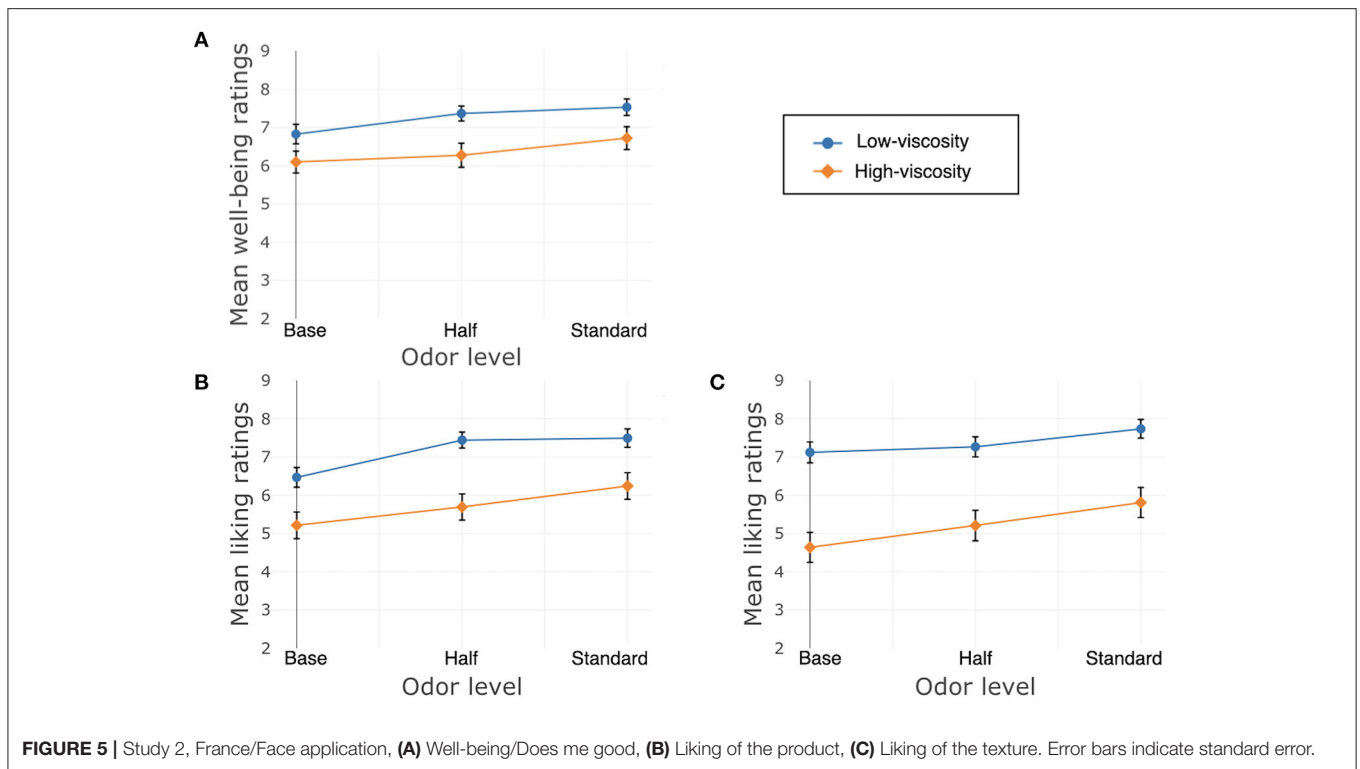 A
Mean well-being ratings
9
8
7
6
5
4
3
2
Base Half Standard
Odor level
Low-viscosity
High-viscosity
B
Mean liking ratings
9
8
7
6
5
4
3
2
Base Half Standard
Odor level
C
Mean liking ratings
9
8
7
6
5
4
3
2
Base Half Standard
Odor level
FIGURE 5 | Study 2, France/Face application, (A) Well-being/Does me good, (B) Liking of the product, (C) Liking of the texture. Error bars indicate standard error.